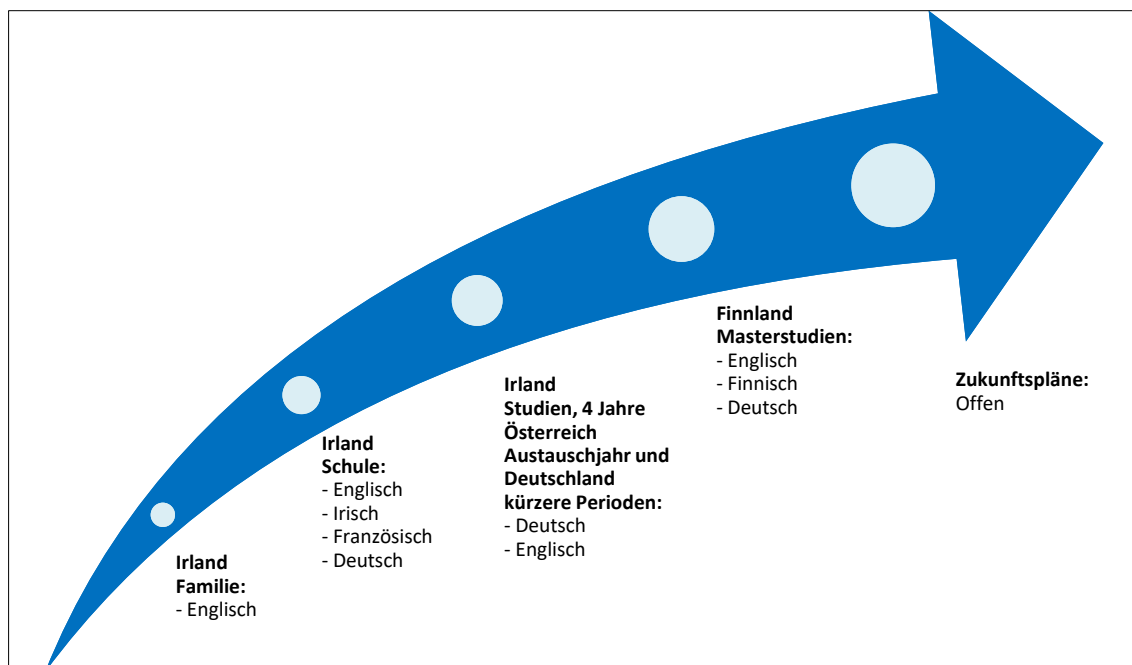 Irland
Familie:
- Englisch
Irland
Schule:
- Englisch
- Irisch
- Französisch
- Deutsch
Irland
Studien, 4 Jahre
Österreich
Austauschjahr und
Deutschland
kürzere Perioden:
- Deutsch
- Englisch
Finnland
Masterstudien:
- Englisch
- Finnisch
- Deutsch
Zukunftspläne:
Offen